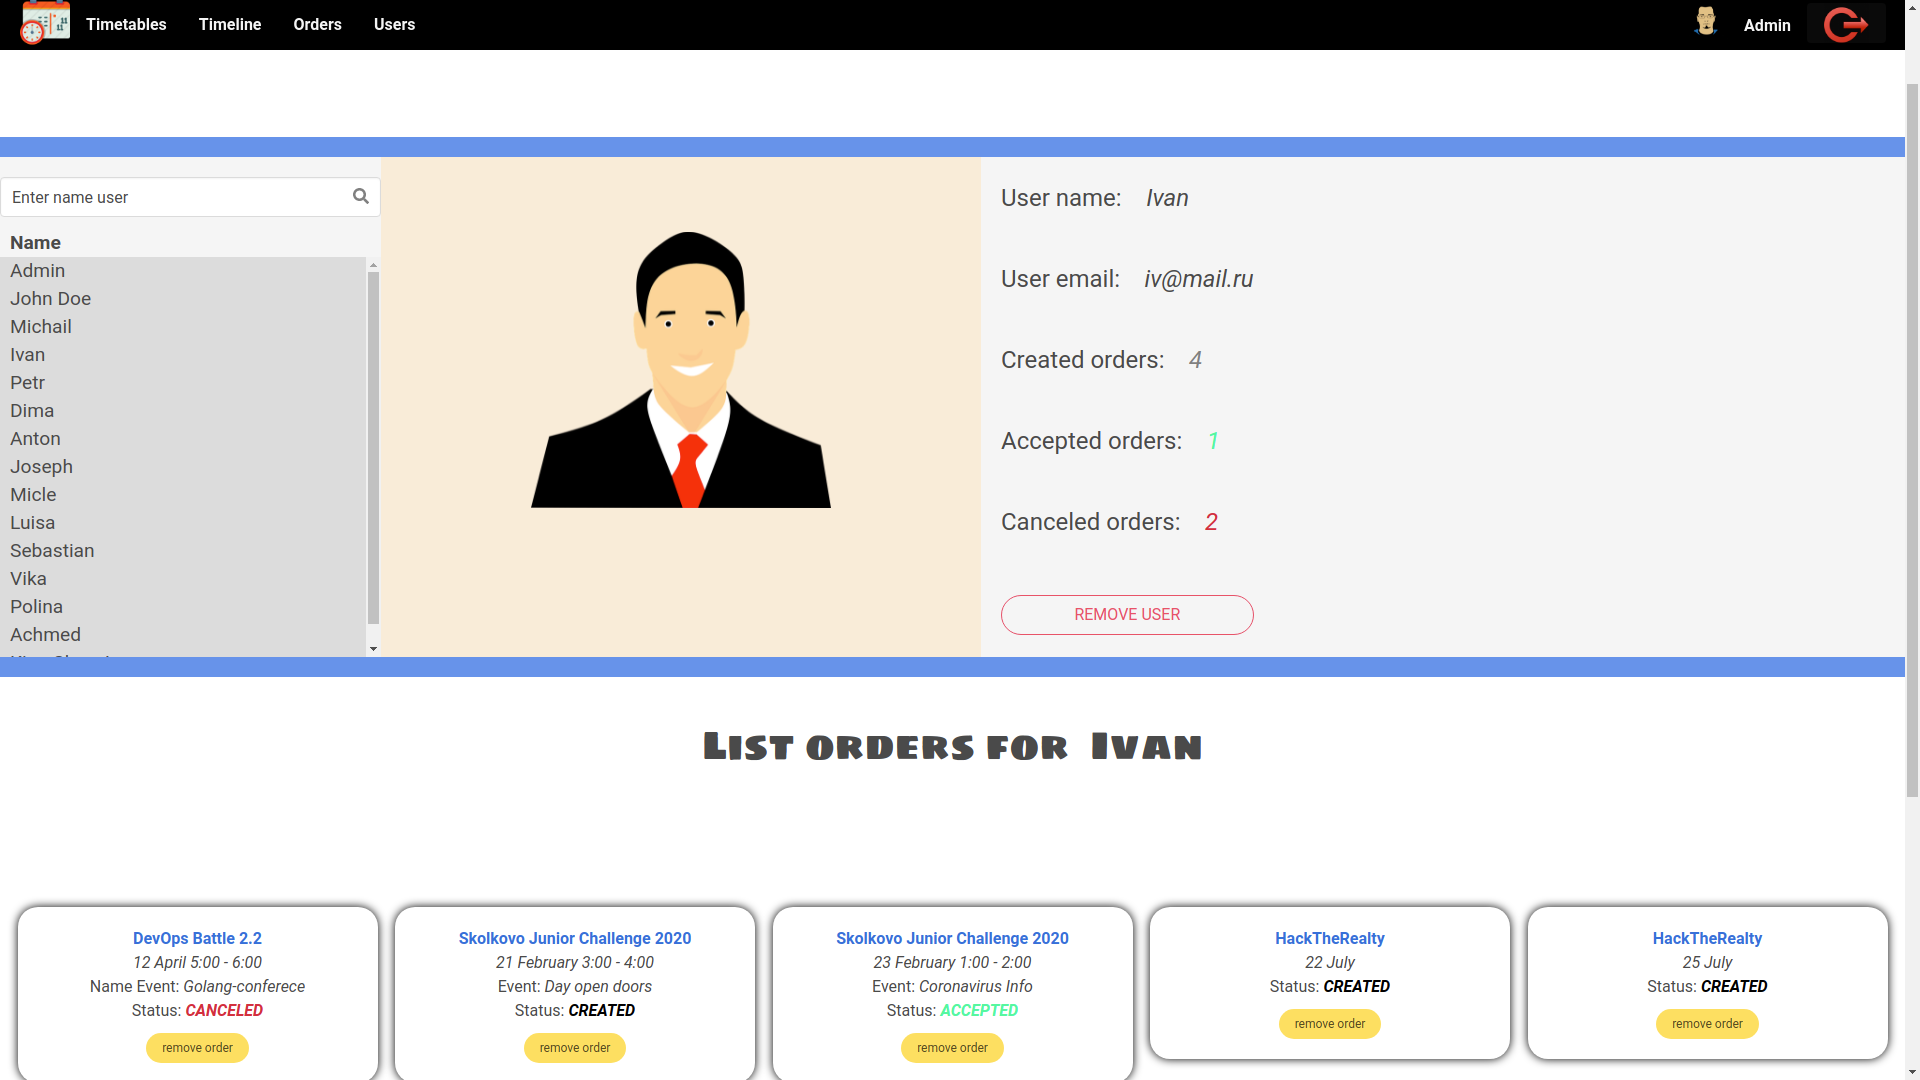 Timetables Timeline Orders Users Admin
Enter name user
Name
Admin
John Doe
Michail
Ivan
Petr
Dima
Anton
Joseph
Micle
Luisa
Sebastian
Vika
Polina
Achmed
User name: Ivan
User email: iv@mail.ru
Created orders: 4
Accepted orders: 1
Canceled orders: 2
REMOVE USER
List orders for Ivan
DevOps Battle 2.2
12 April 5:00 - 6:00
Name Event: Golang-conferece
Status: CANCELED
remove order
Skolkovo Junior Challenge 2020
21 February 3:00 - 4:00
Event: Day open doors
Status: CREATED
remove order
Skolkovo Junior Challenge 2020
23 February 1:00 - 2:00
Event: Coronavirus Info
Status: ACCEPTED
remove order
HackTheRealty
22 July
Status: CREATED
remove order
HackTheRealty
25 July
Status: CREATED
remove order